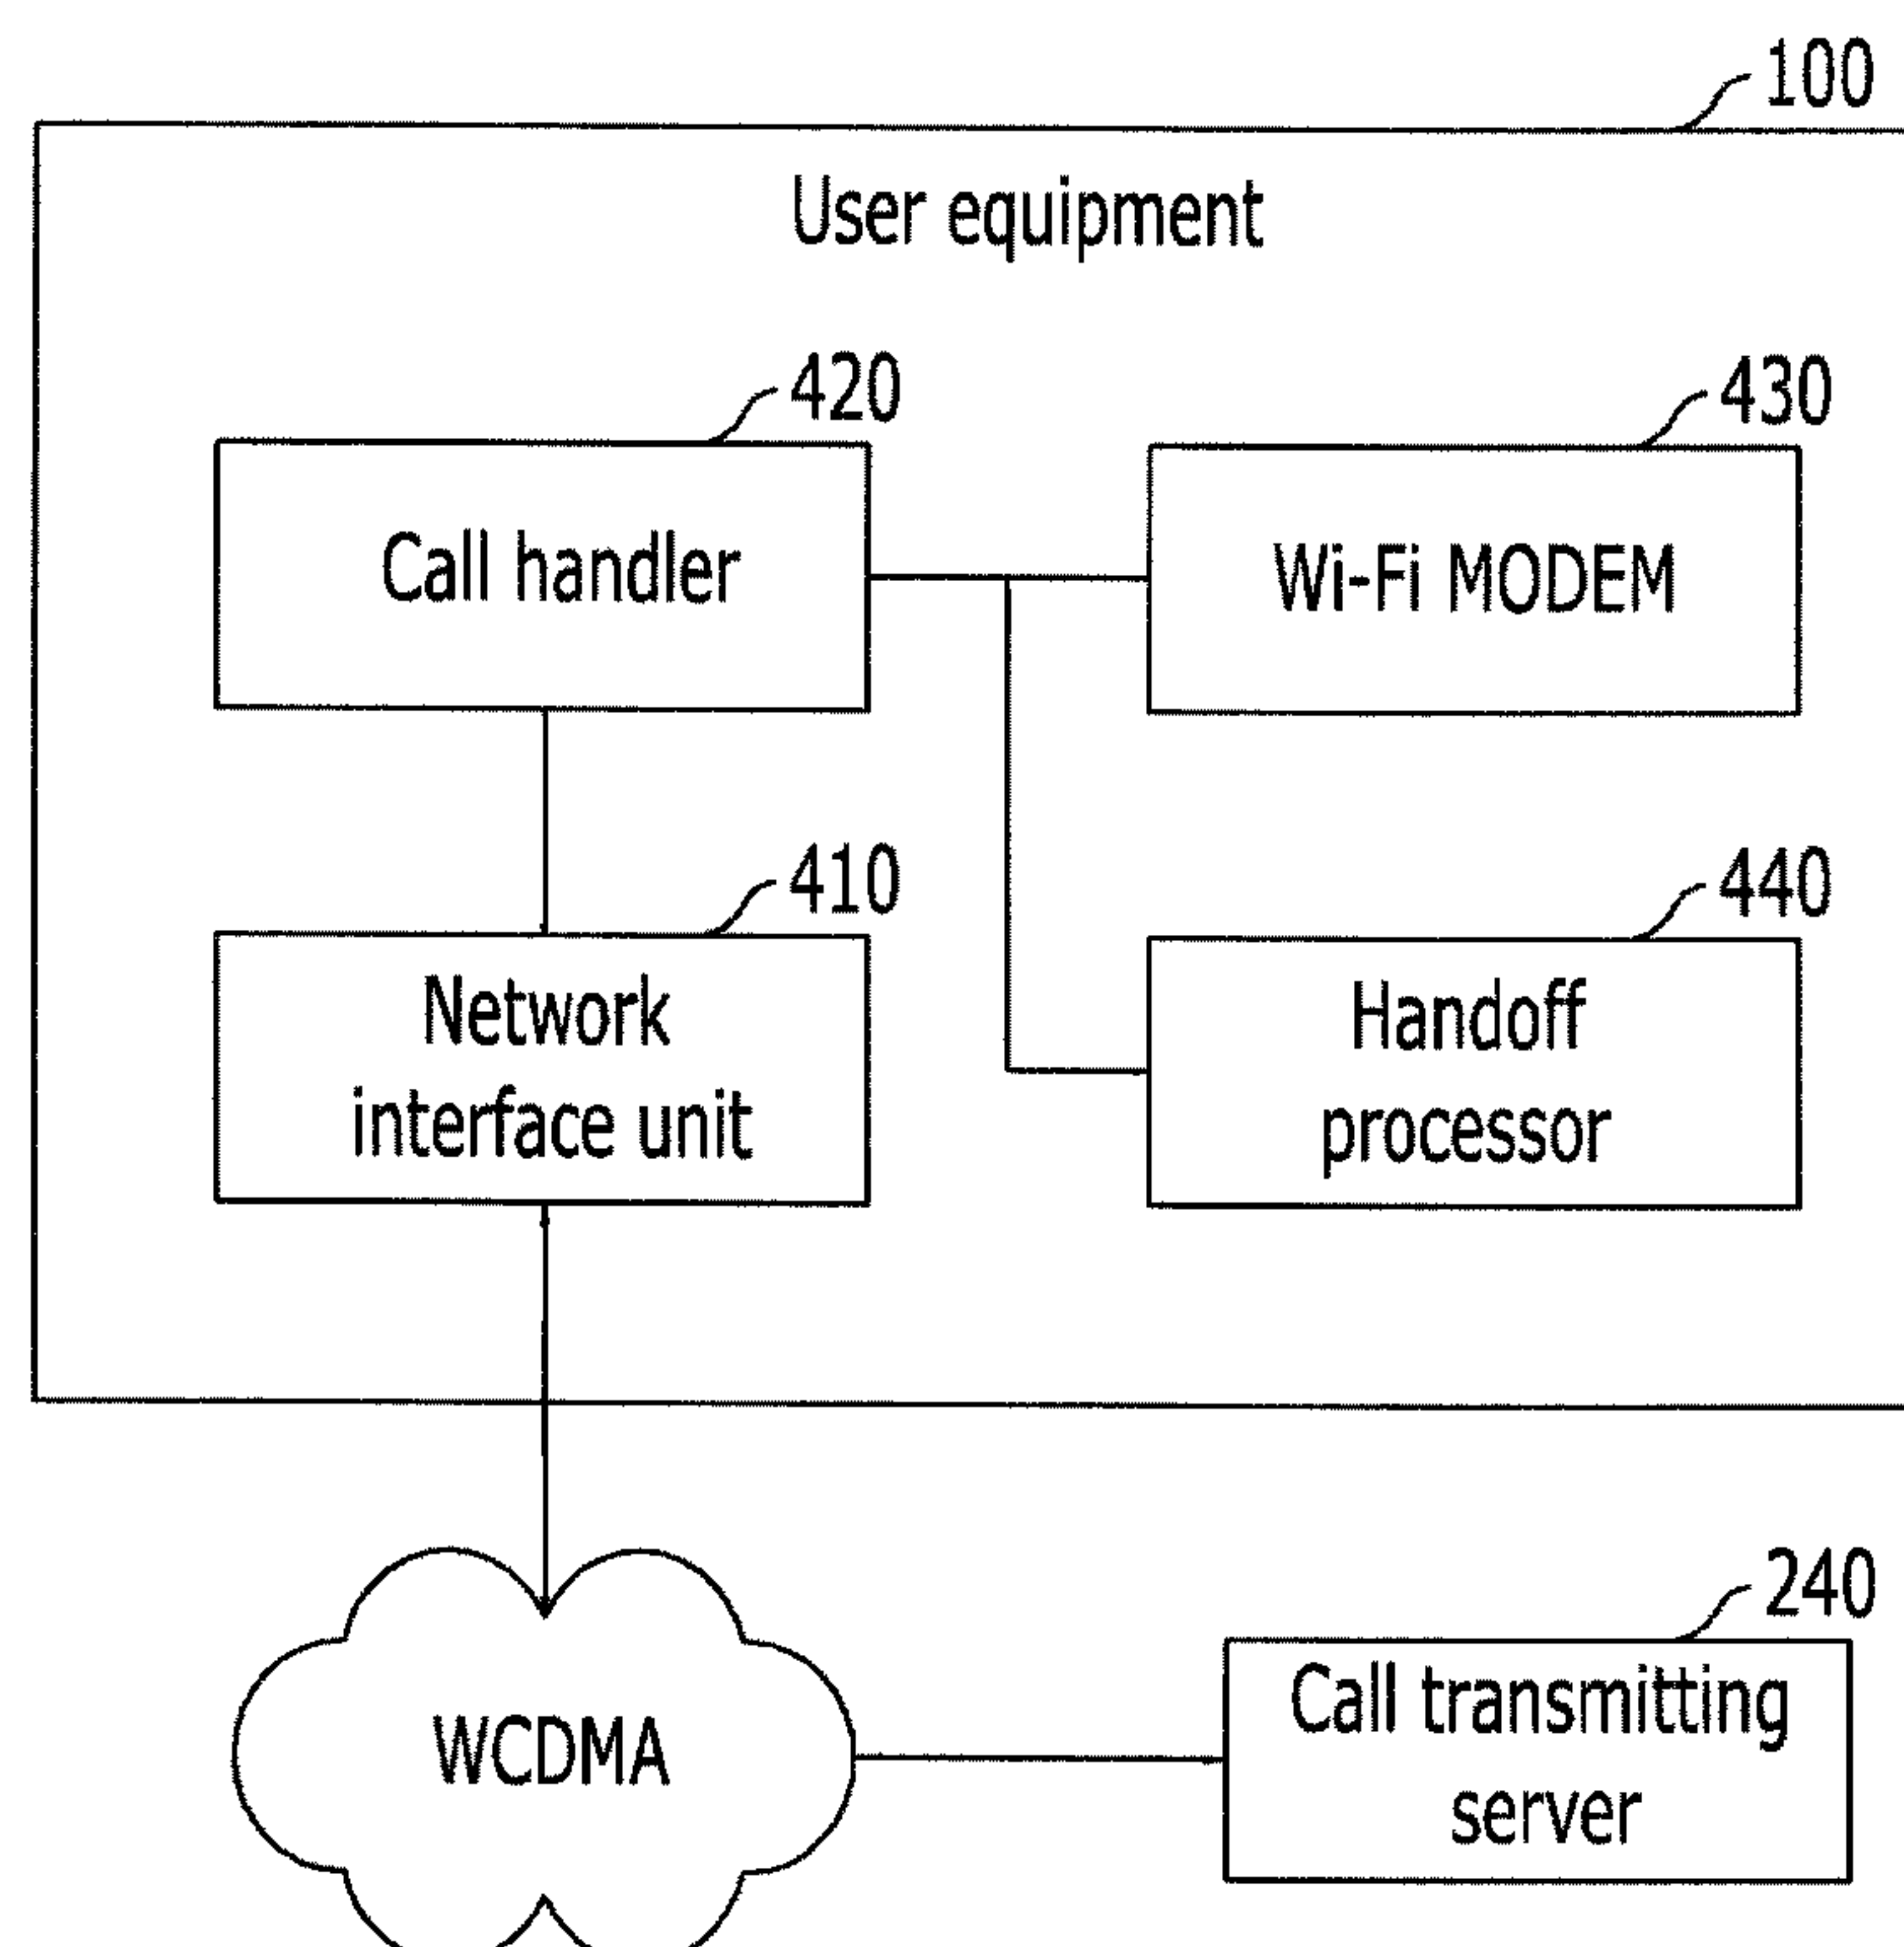 100
User equipment
420
430
Call handler
Wi-Fi MODEM
410
440
Network
interface unit
Handoff
processor
240
WCDMA
Call transmitting
server